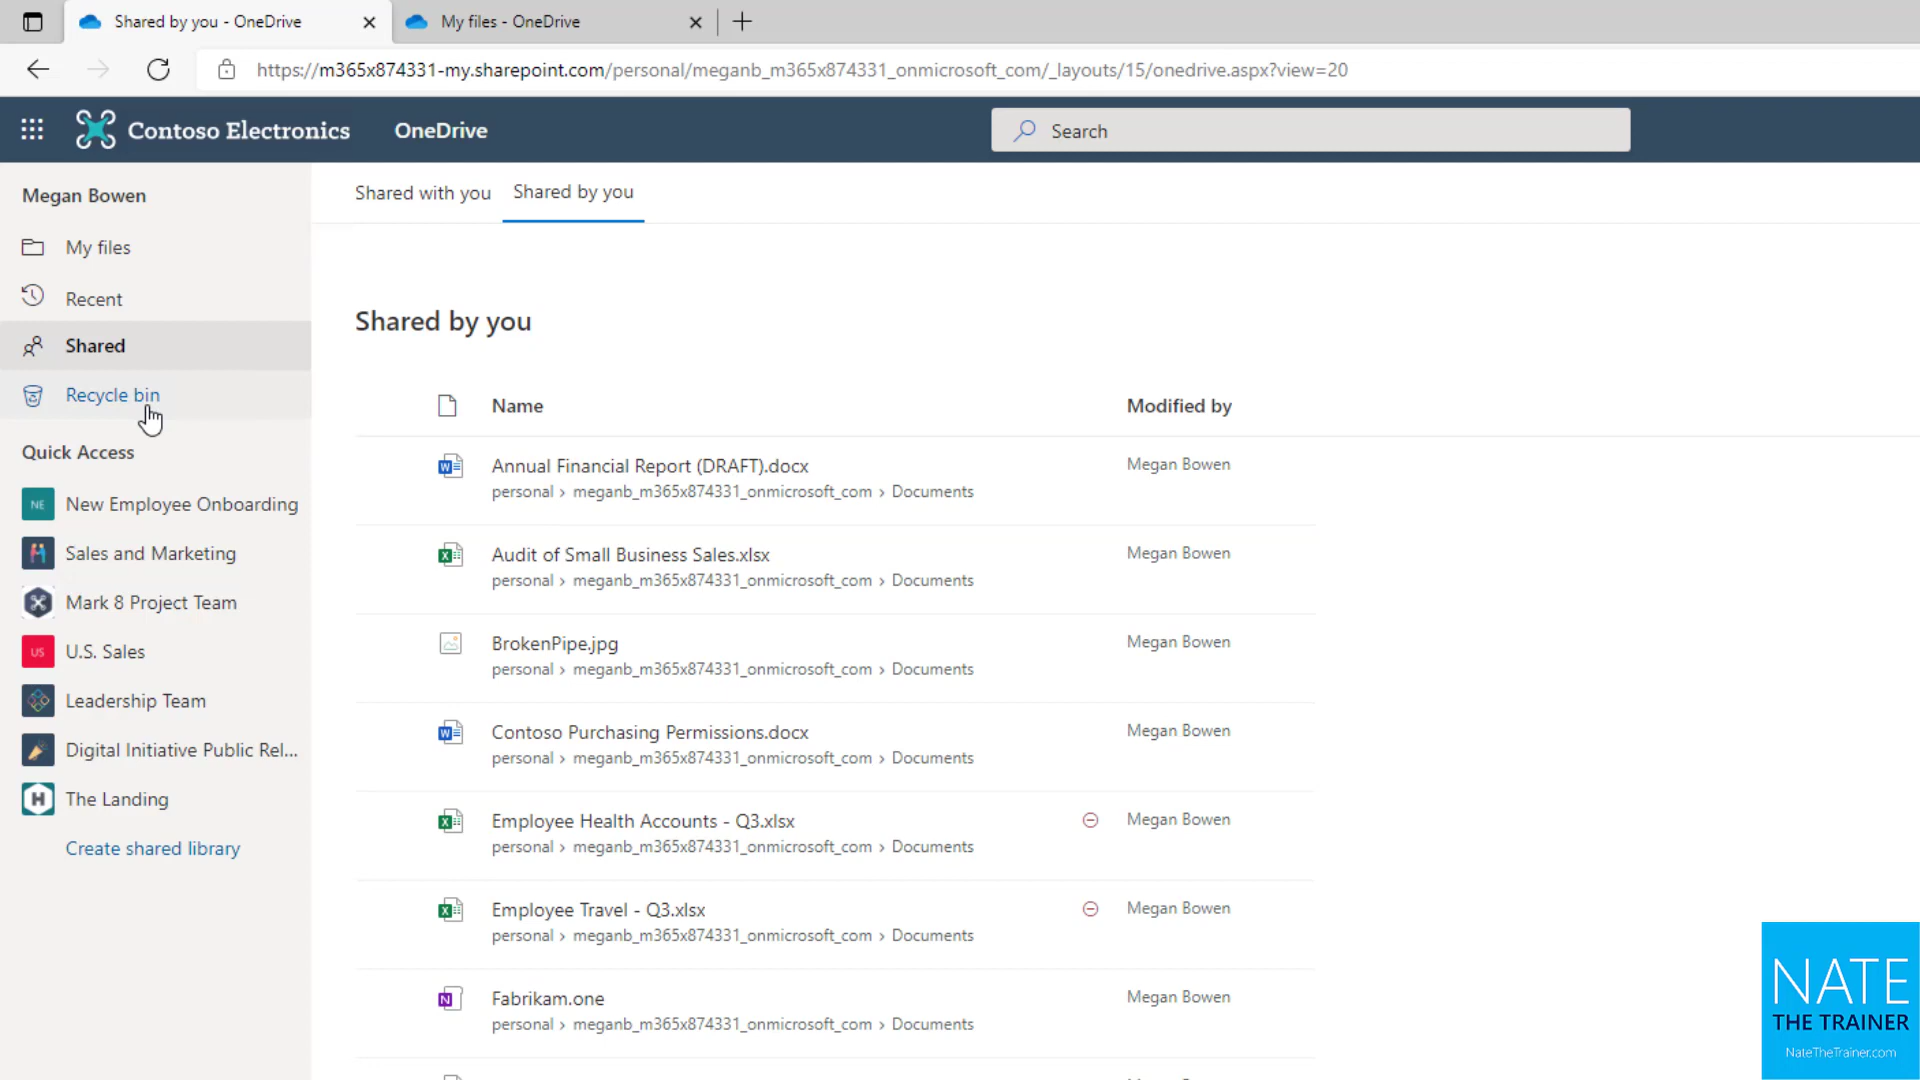 Shared by you - OneDrive
My files - OneDrive
https://m365x874331-my.sharepoint.com/personal/meganb_m365x874331_onmicrosoft_com/_layouts/15/onedrive.aspx?view=20
Contoso Electronics
OneDrive
Search
Megan Bowen
My files
Recent
Shared
Recycle bin
Quick Access
NE New Employee Onboarding
Sales and Marketing
Mark 8 Project Team
US U.S. Sales
Leadership Team
Digital Initiative Public Rel...
H The Landing
Create shared library
Shared with you
Shared by you
Shared by you
Name Modified by
Annual Financial Report (DRAFT).docx Megan Bowen
personal > meganb_m365x874331_onmicrosoft_com > Documents
Audit of Small Business Sales.xlsx Megan Bowen
personal > meganb_m365x874331_onmicrosoft_com > Documents
BrokenPipe.jpg Megan Bowen
personal > meganb_m365x874331_onmicrosoft_com > Documents
Contoso Purchasing Permissions.docx Megan Bowen
personal > meganb_m365x874331_onmicrosoft_com > Documents
Employee Health Accounts - Q3.xlsx Megan Bowen
personal > meganb_m365x874331_onmicrosoft_com > Documents
Employee Travel - Q3.xlsx Megan Bowen
personal > meganb_m365x874331_onmicrosoft_com > Documents
Fabrikam.one Megan Bowen
personal > meganb_m365x874331_onmicrosoft_com > Documents
NATE
THE TRAINER
NateTheTrainer.com